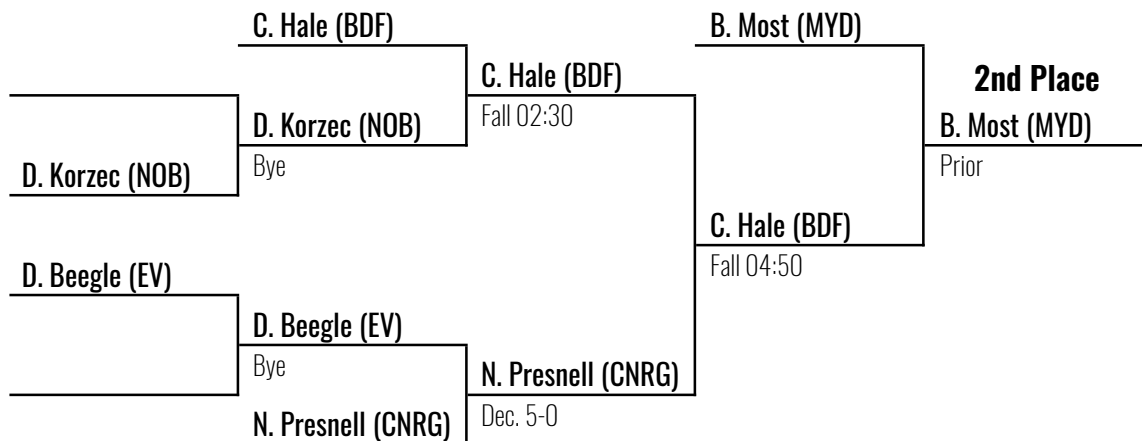 C. Hale (BDF)
B. Most (MYD)
C. Hale (BDF)
2nd Place
Fall 02:30
D. Korzec (NOB)
B. Most (MYD)
Bye
Prior
D. Korzec (NOB)
C. Hale (BDF)
Fall 04:50
D. Beegle (EV)
D. Beegle (EV)
Bye
N. Presnell (CNRG)
Dec. 5-0
N. Presnell (CNRG)